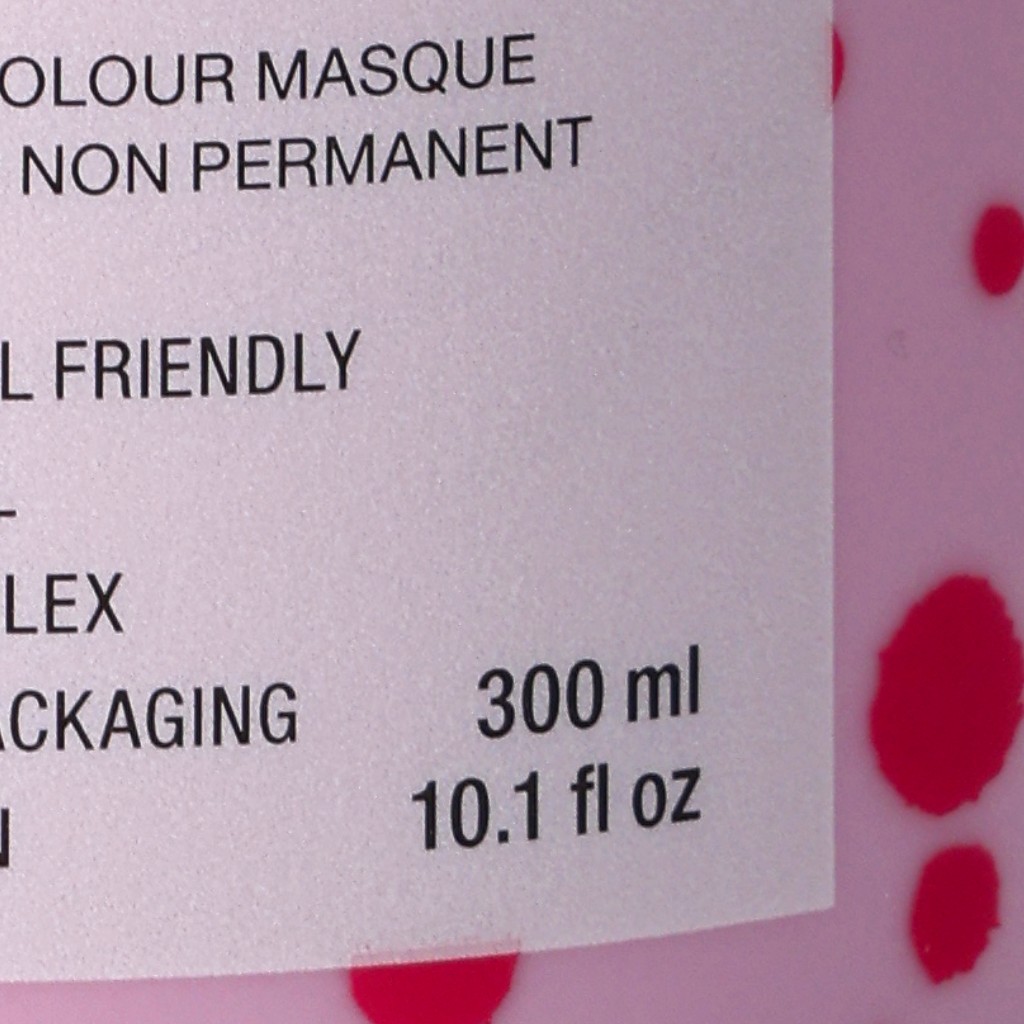 OLOUR MASQUE
NON PERMANENT
L FRIENDLY
LEX
ACKAGING
300 ml
N
10.1 fl oz